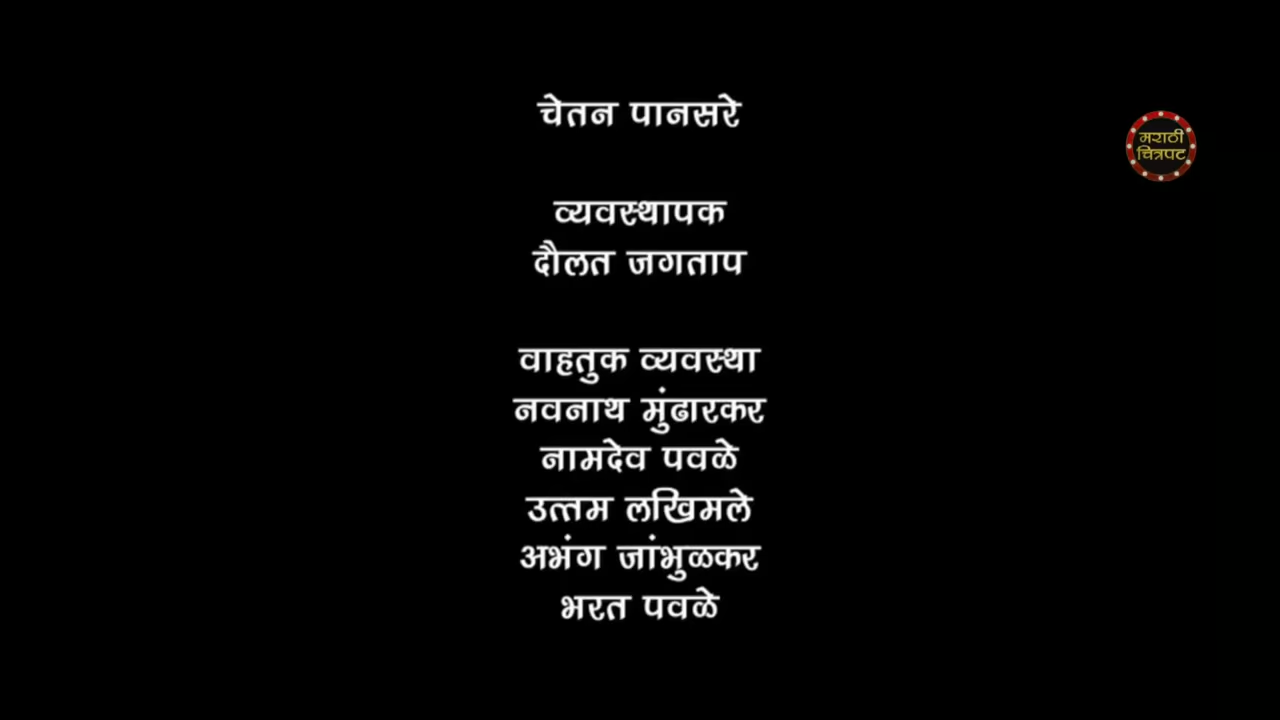 चेतन पानसरे
मराठी
चित्रपट
व्यवस्थापक
दौलत जगताप
वाहतुक व्यवस्था
नवनाथ मुंढारकर
नामदेव पवळे
उत्तम लखिमले
अभंग जांभुळकर
भरत पवळे